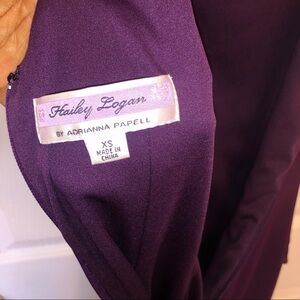 Hailey Logan
BY ADRIANNA PAPELL
XS
MADE IN
CHINA